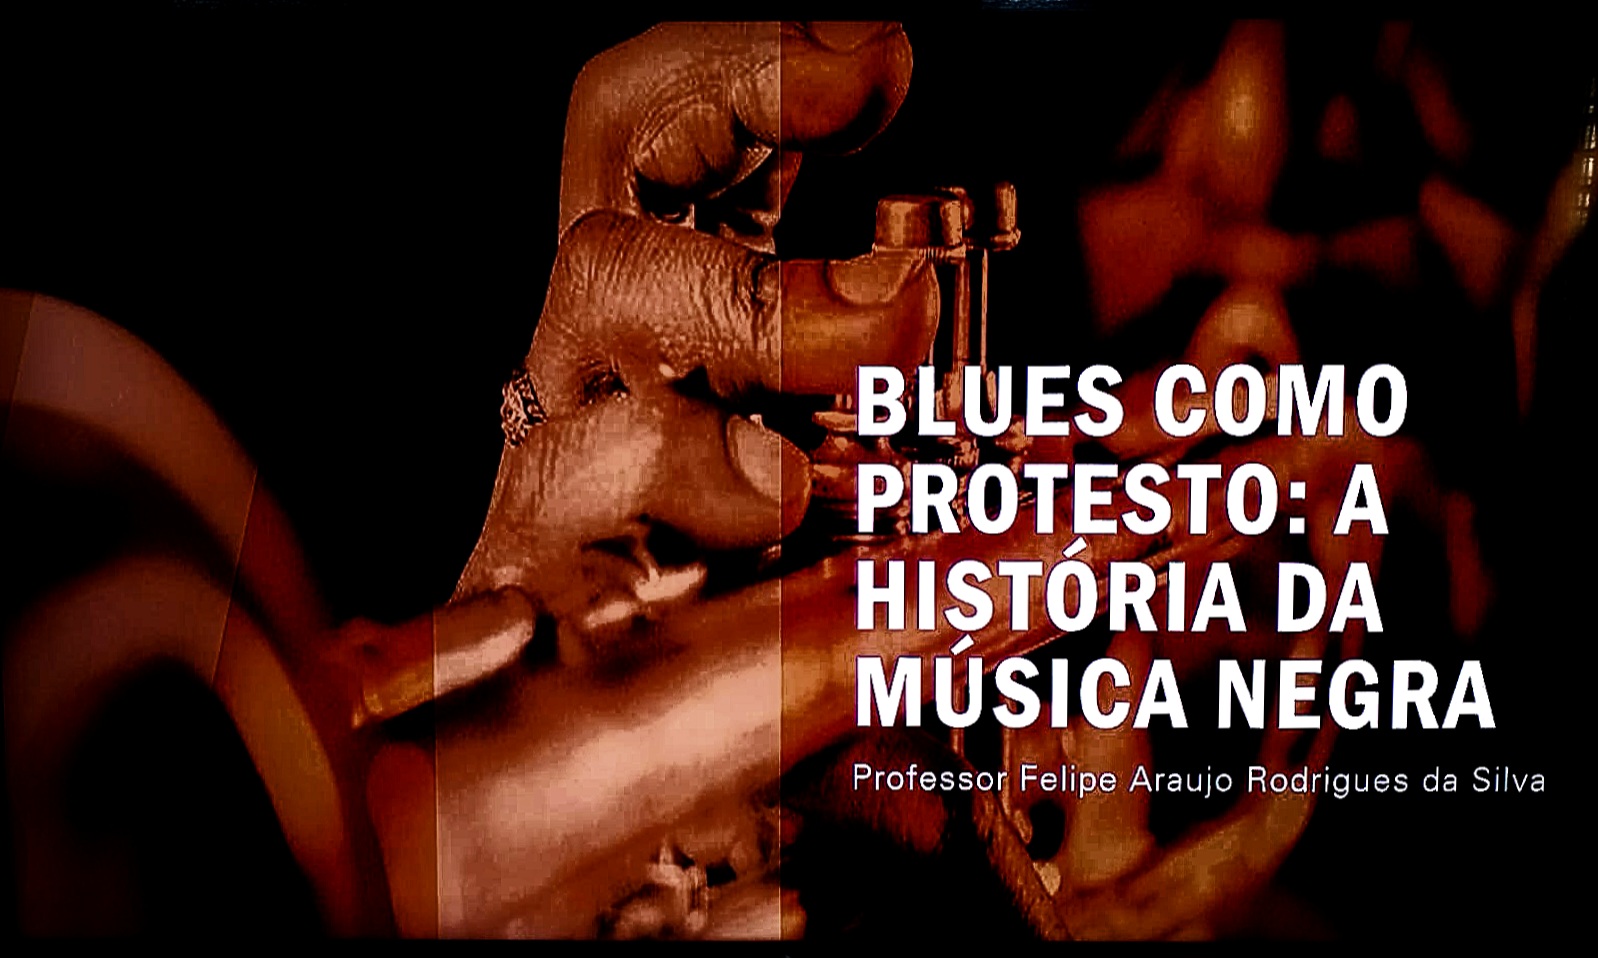 BLUES COMO
PROTESTO: A
HISTÓRIA DA
MÚSICA NEGRA
Professor Felipe Araujo Rodrigues da Silva